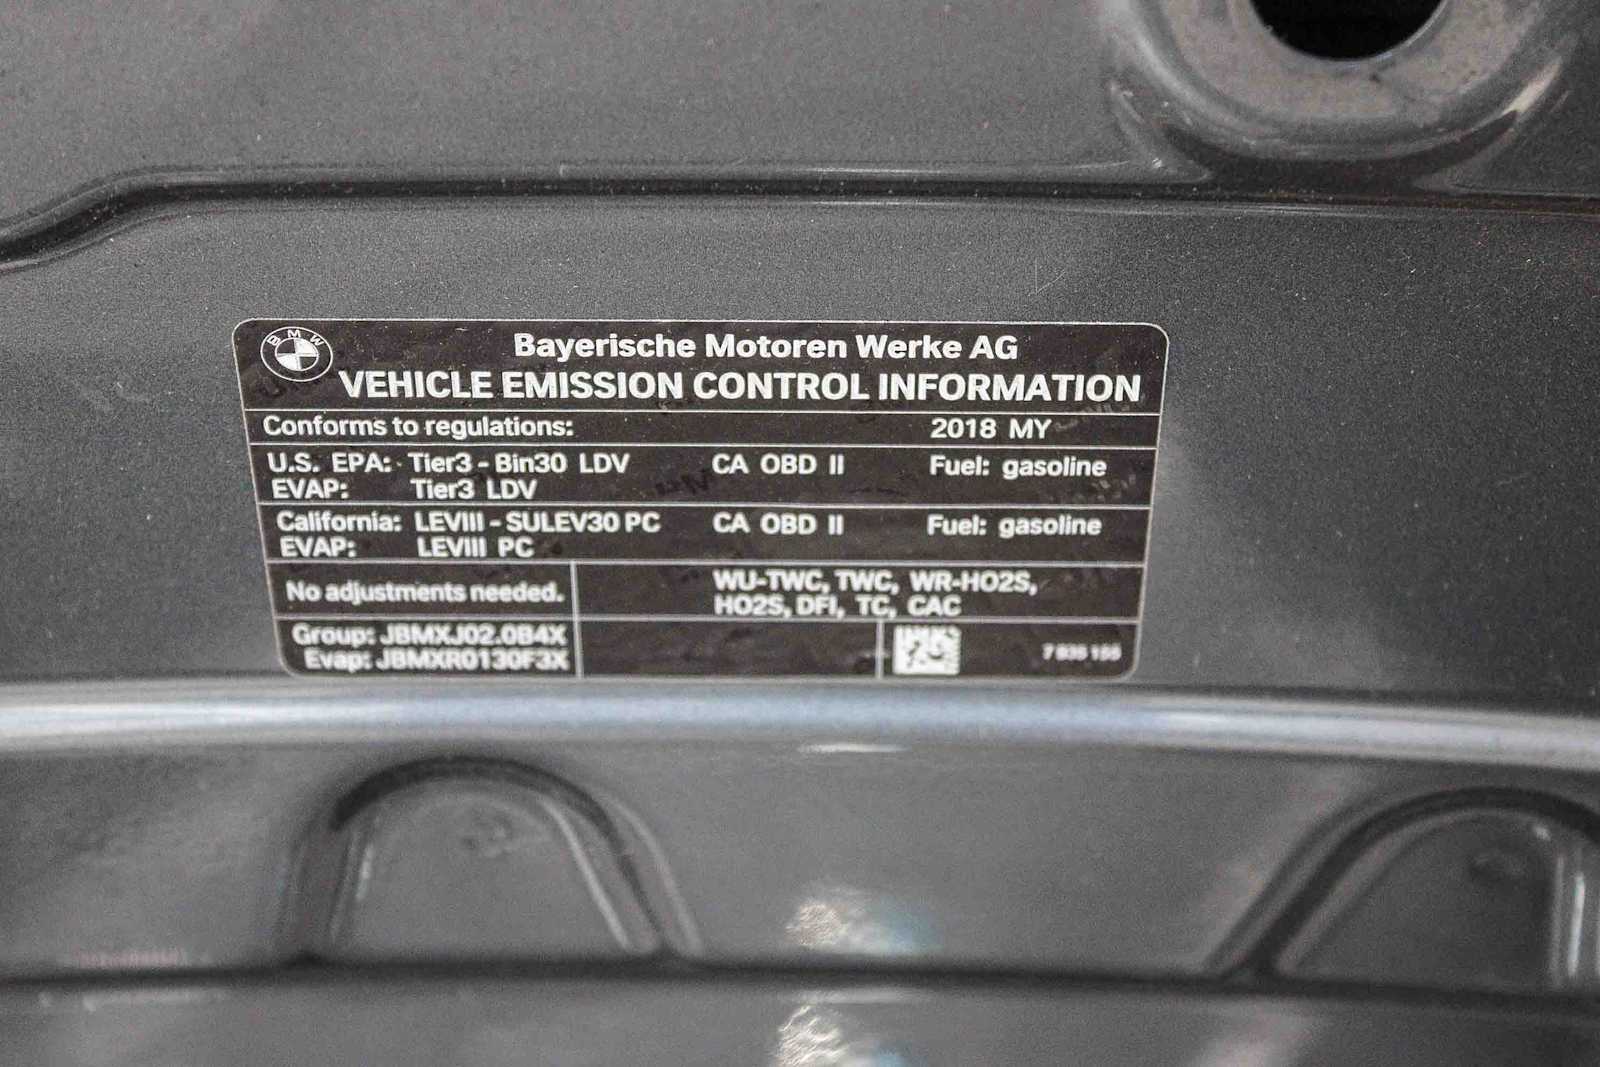 BMW
Bayerische Motoren Werke AG
VEHICLE EMISSION CONTROL INFORMATION
Conforms to regulations: 2018 MY
U.S. EPA: Tier3 - Bin30 LDV CA OBD II Fuel: gasoline
EVAP: Tier3 LDV
California: LEVIII - SULEV30 PC CA OBD II Fuel: gasoline
EVAP: LEVIII PC
No adjustments needed. WU-TWC, TWC, WR-HO2S,
HO2S, DFI, TC, CAC
Group: JBMXJ02.0B4X
Evap: JBMXR0130F3X